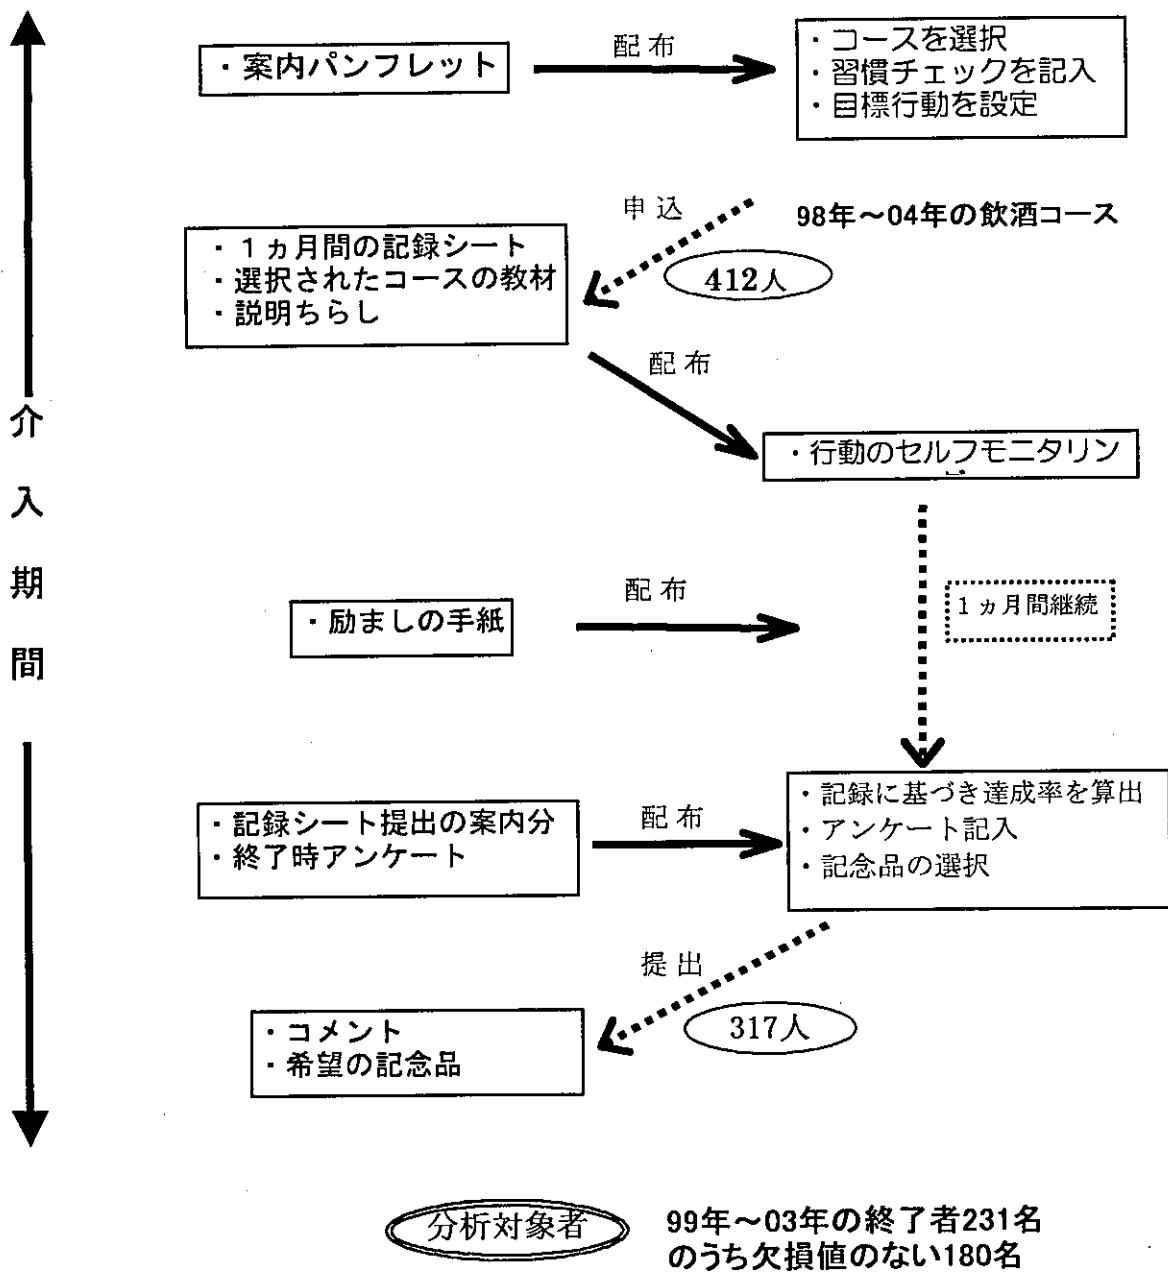 ・案内パンフレット
配布
・コースを選択
・習慣チェックを記入
・目標行動を設定
申込
98年～04年の飲酒コース
412人
・１ヵ月間の記録シート
・選択されたコースの教材
・説明ちらし
配布
・行動のセルフモニタリン
介入期間
・励ましの手紙
配布
１ヵ月間継続
・記録シート提出の案内分
・終了時アンケート
配布
・記録に基づき達成率を算出
・アンケート記入
・記念品の選択
提出
317人
・コメント
・希望の記念品
分析対象者
99年～03年の終了者231名
のうち欠損値のない180名